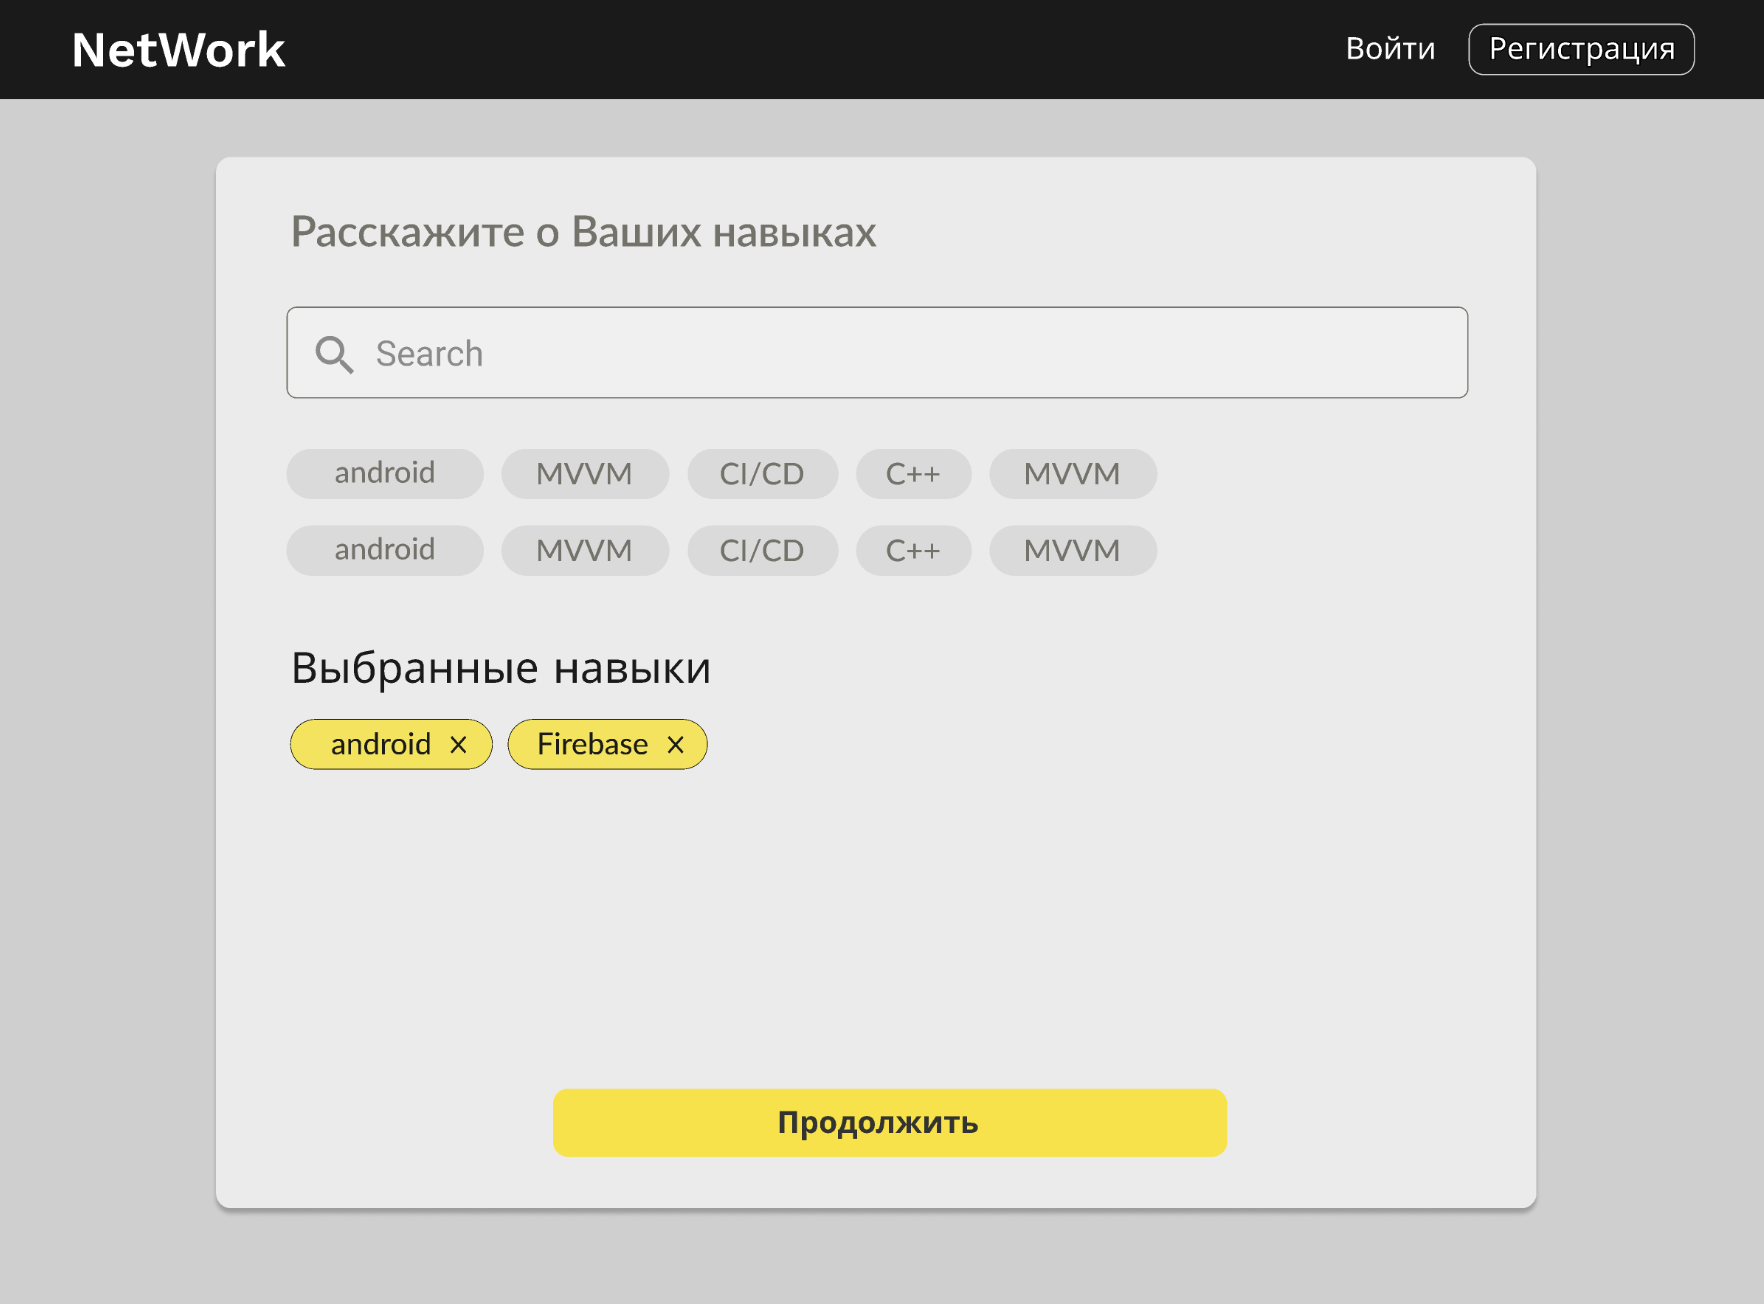 NetWork Войти Регистрация
Расскажите о Ваших навыках
Search
android MVVM CI/CD C++ MVVM
android MVVM CI/CD C++ MVVM
Выбранные навыки
android × Firebase ×
Продолжить